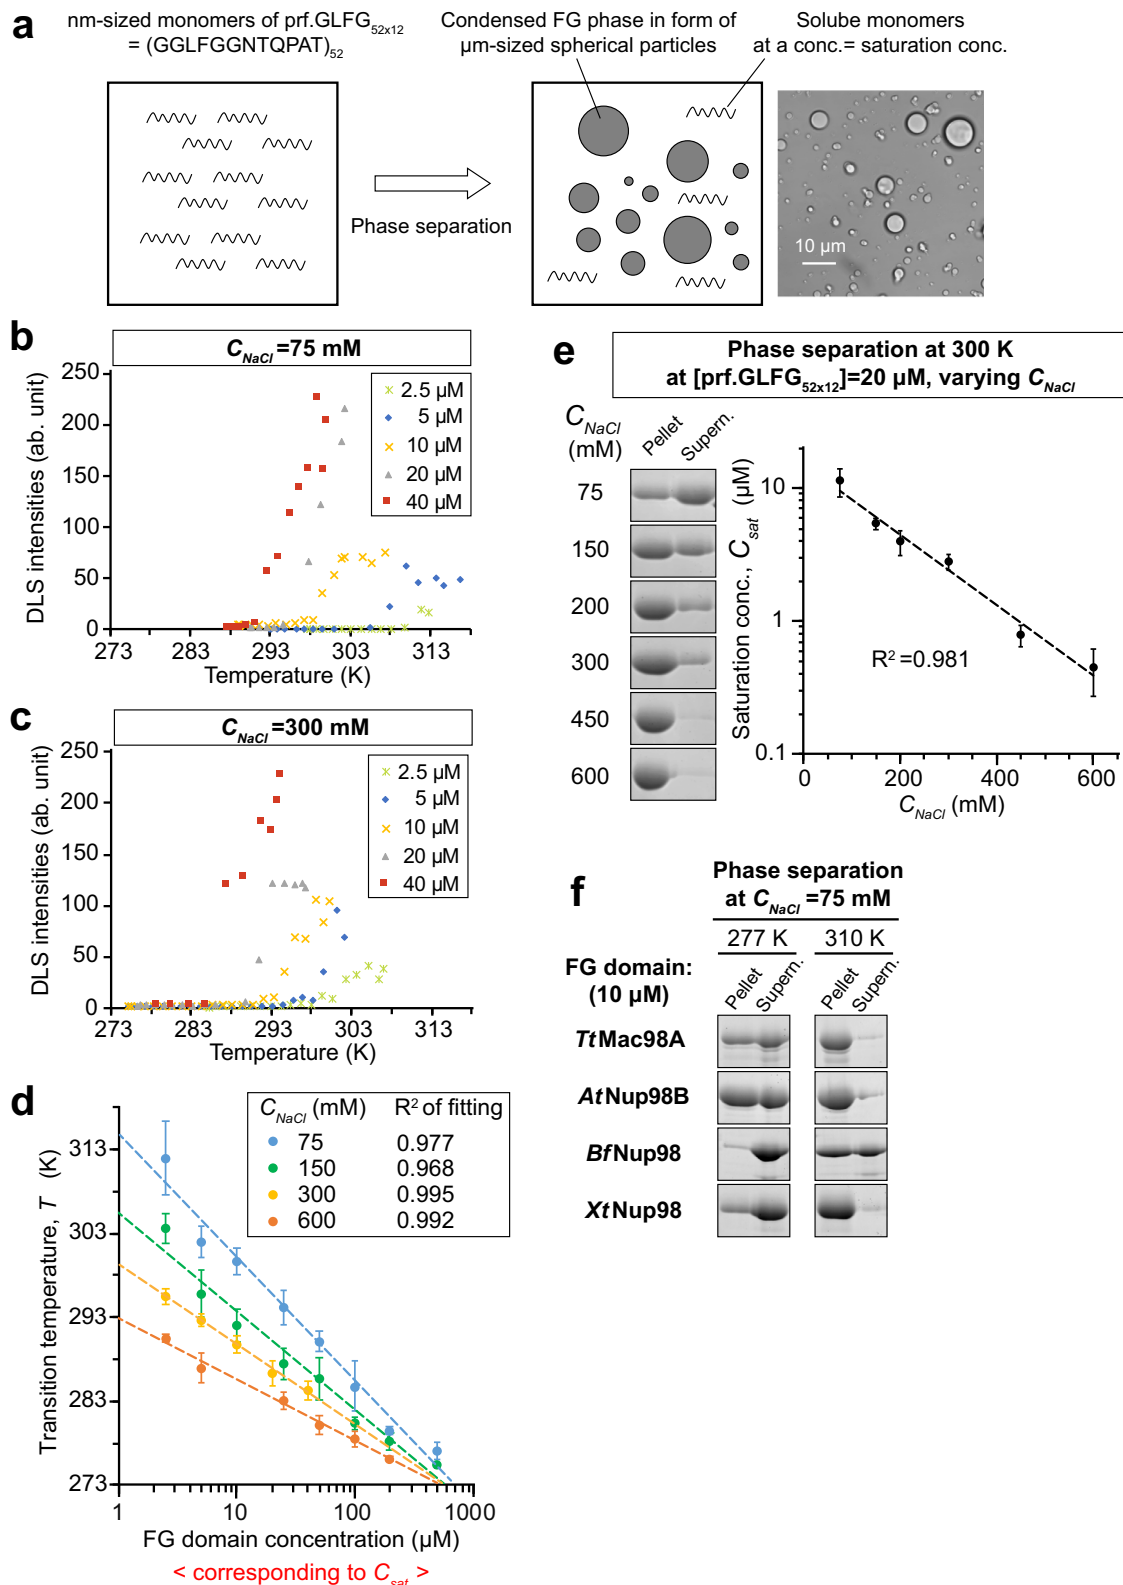 a
nm-sized monomers of prf.GLFG52x12
= (GGLFGGNTQPAT)52
Condensed FG phase in form of
µm-sized spherical particles
Solube monomers
at a conc.= saturation conc.
Phase separation
10 µm
b
CNaCl =75 mM
DLS intensities (ab. unit)
250
200
150
100
50
0
273
283
293
303
313
Temperature (K)
2.5 µM
5 µM
10 µM
20 µM
40 µM
c
CNaCl =300 mM
DLS intensities (ab. unit)
250
200
150
100
50
0
273
283
293
303
313
Temperature (K)
2.5 µM
5 µM
10 µM
20 µM
40 µM
d
CNaCl (mM) R2 of fitting
75 0.977
150 0.968
300 0.995
600 0.992
Transition temperature, T (K)
313
303
293
283
273
1
10
100
1000
FG domain concentration (µM)
< corresponding to Csat >
e
Phase separation at 300 K
at [prf.GLFG52x12]=20 µM, varying CNaCl
CNaCl
(mM)
Pellet
Supern.
75
150
200
300
450
600
Saturation conc., Csat (µM)
10
1
0.1
R2 =0.981
0
200
400
600
CNaCl (mM)
f
Phase separation
at CNaCl =75 mM
277 K 310 K
FG domain:
(10 µM)
Pellet
Supern.
Pellet
Supern.
TtMac98A
AtNup98B
BfNup98
XtNup98